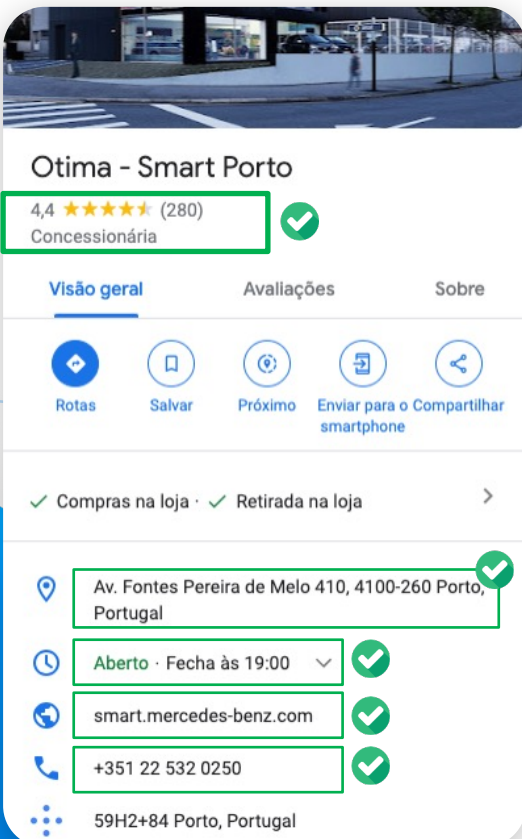 Otima - Smart Porto
4,4 (280)
Concessionária
Visão geral Avaliações Sobre
Rotas Salvar Próximo Enviar para o Compartilhar
smartphone
Compras na loja · Retirada na loja
Av. Fontes Pereira de Melo 410, 4100-260 Porto,
Portugal
Aberto · Fecha às 19:00
smart.mercedes-benz.com
+351 22 532 0250
59H2+84 Porto, Portugal